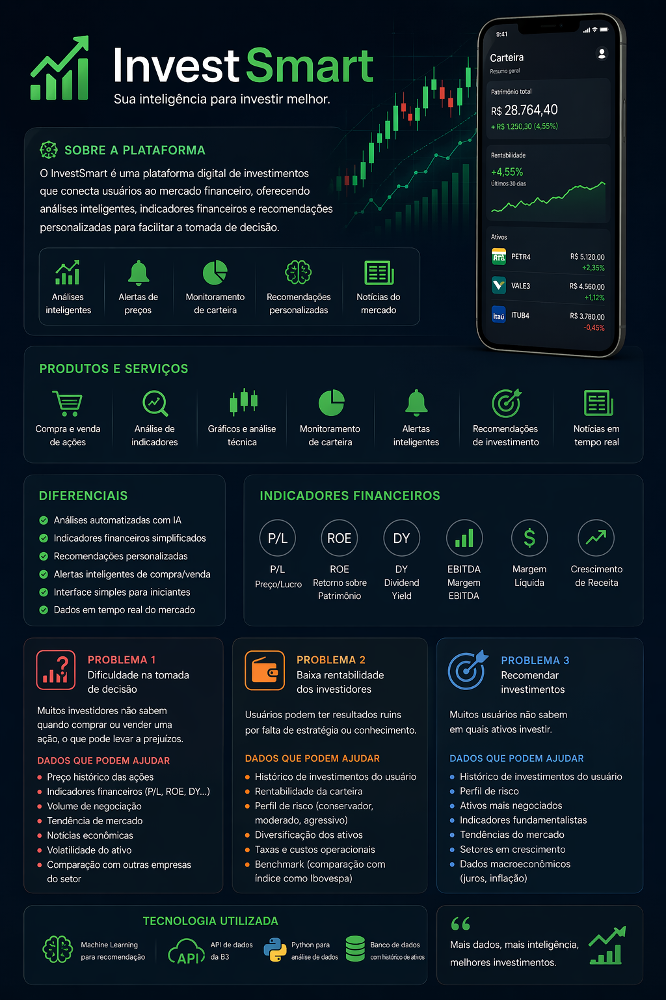 InvestSmart
Sua inteligência para investir melhor.
SOBRE A PLATAFORMA
O InvestSmart é uma plataforma digital de investimentos
que conecta usuários ao mercado financeiro, oferecendo
análises inteligentes, indicadores financeiros e recomendações
personalizadas para facilitar a tomada de decisão.
Análises
inteligentes
Alertas de
preços
Monitoramento
de carteira
Recomendações
personalizadas
Notícias do
mercado
9:41
Carteira
Resumo geral
Patrimônio total
R$ 28.764,40
+ R$ 1.250,30 (4,55%)
Rentabilidade
+4,55%
Últimos 30 dias
Ativos
PETR4
R$ 5.120,00
+2,35%
VALE3
R$ 4.560,00
+1,12%
itaú
ITUB4
R$ 3.780,00
-0,45%
PRODUTOS E SERVIÇOS
Compra e venda
de ações
Análise de
indicadores
Gráficos e análise
técnica
Monitoramento
de carteira
Alertas
inteligentes
Recomendações
de investimento
Notícias em
tempo real
DIFERENCIAIS
Análises automatizadas com IA
Indicadores financeiros simplificados
Recomendações personalizadas
Alertas inteligentes de compra/venda
Interface simples para iniciantes
Dados em tempo real do mercado
INDICADORES FINANCEIROS
P/L
P/L
Preço/Lucro
ROE
ROE
Retorno sobre
Patrimônio
DY
DY
Dividend
Yield
EBITDA
Margem
EBITDA
$
Margem
Líquida
Crescimento
de Receita
?
PROBLEMA 1
Dificuldade na tomada
de decisão
Muitos investidores não sabem
quando comprar ou vender uma
ação, o que pode levar a prejuízos.
DADOS QUE PODEM AJUDAR
• Preço histórico das ações
• Indicadores financeiros (P/L, ROE, DY...)
• Volume de negociação
• Tendência de mercado
• Notícias econômicas
• Volatilidade do ativo
• Comparação com outras empresas
do setor
PROBLEMA 2
Baixa rentabilidade
dos investidores
Usuários podem ter resultados ruins
por falta de estratégia ou conhecimento.
DADOS QUE PODEM AJUDAR
• Histórico de investimentos do usuário
• Rentabilidade da carteira
• Perfil de risco (conservador,
moderado, agressivo)
• Diversificação dos ativos
• Taxas e custos operacionais
• Benchmark (comparação com
índice como Ibovespa)
PROBLEMA 3
Recomendar
investimentos
Muitos usuários não sabem
em quais ativos investir.
DADOS QUE PODEM AJUDAR
• Histórico de investimentos do usuário
• Perfil de risco
• Ativos mais negociados
• Indicadores fundamentalistas
• Tendências do mercado
• Setores em crescimento
• Dados macroeconômicos
(juros, inflação)
TECNOLOGIA UTILIZADA
Machine Learning
para recomendação
API
API de dados
da B3
Python para
análise de dados
Banco de dados
com histórico de ativos
“
Mais dados, mais inteligência,
melhores investimentos.